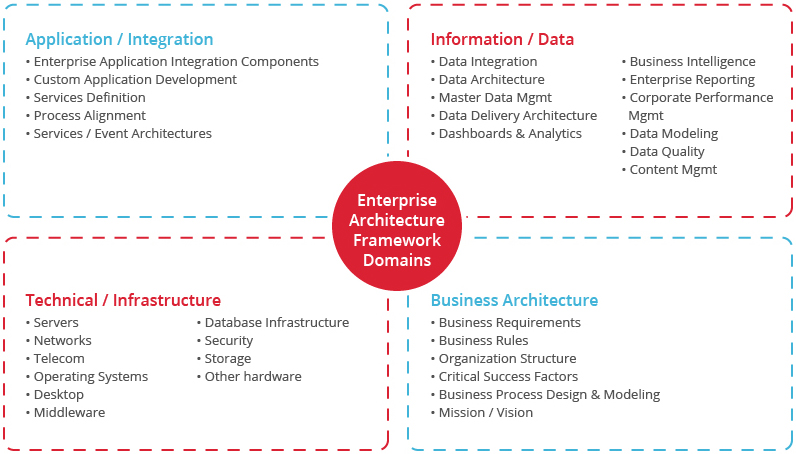 Application / Integration
• Enterprise Application Integration Components
• Custom Application Development
• Services Definition
• Process Alignment
• Services / Event Architectures
Information / Data
• Data Integration
• Data Architecture
• Master Data Mgmt
• Data Delivery Architecture
• Dashboards & Analytics
• Business Intelligence
• Enterprise Reporting
• Corporate Performance
Mgmt
• Data Modeling
• Data Quality
• Content Mgmt
Enterprise
Architecture
Framework
Domains
Technical / Infrastructure
• Servers
• Networks
• Telecom
• Operating Systems
• Desktop
• Middleware
• Database Infrastructure
• Security
• Storage
• Other hardware
Business Architecture
• Business Requirements
• Business Rules
• Organization Structure
• Critical Success Factors
• Business Process Design & Modeling
• Mission / Vision